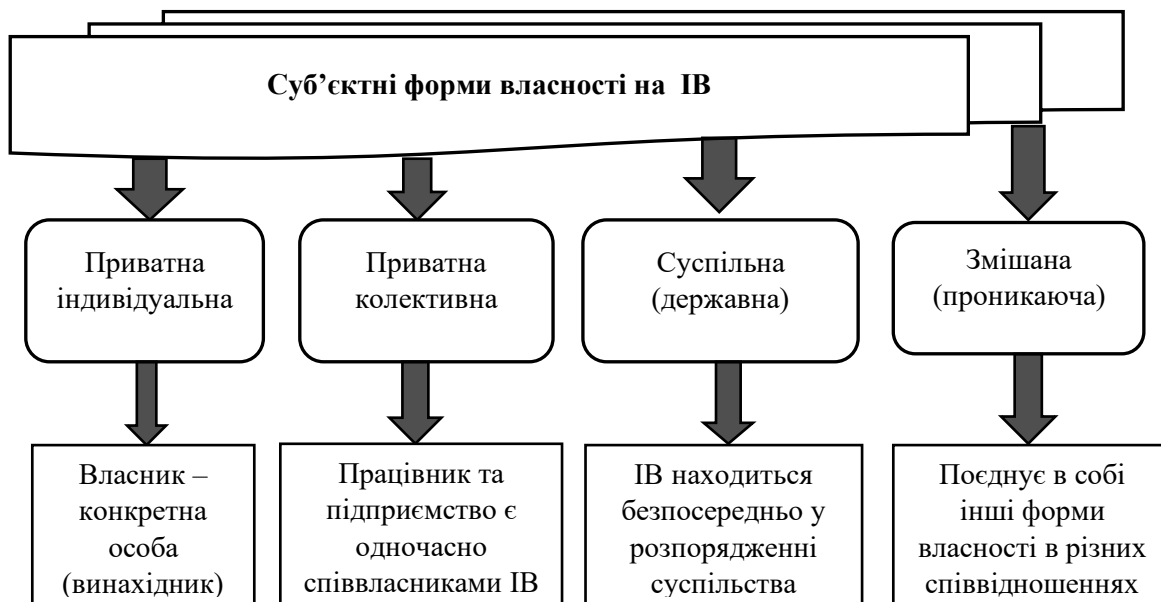 Суб’єктні форми власності на ІВ
Приватна
індивідуальна
Приватна
колективна
Суспільна
(державна)
Змішана
(проникаюча)
Власник –
конкретна
особа
(винахідник)
Працівник та
підприємство є
одночасно
співвласниками ІВ
ІВ находиться
безпосередньо у
розпорядженні
суспільства
Поєднує в собі
інші форми
власності в різних
співвідношеннях